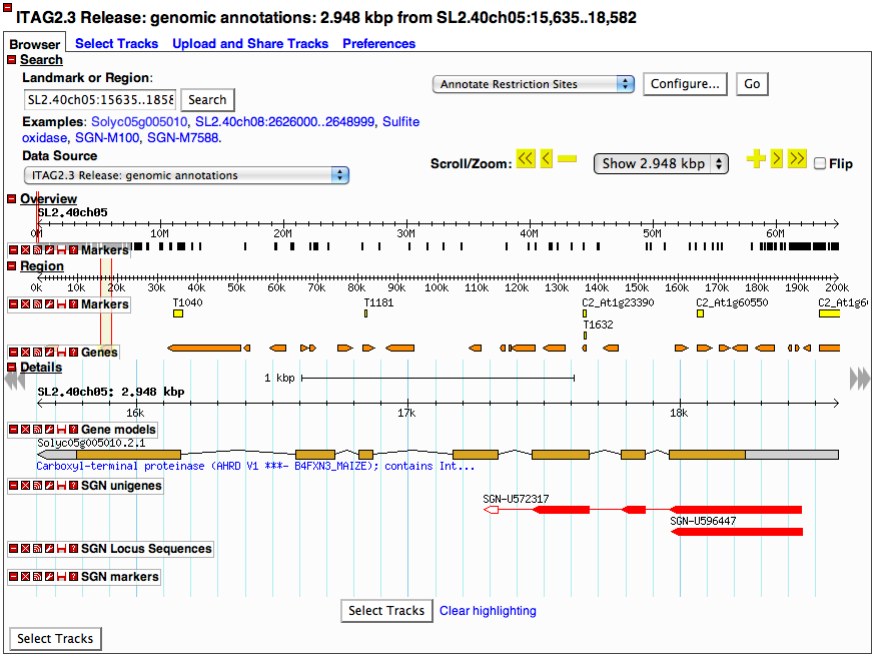 ITAG2.3 Release: genomic annotations: 2.948 kbp from SL2.40ch05:15,635..18,582
Browser Select Tracks Upload and Share Tracks Preferences
Search
Landmark or Region:
SL2.40ch05:15635..1858 Search
Annotate Restriction Sites Configure... Go
Examples: Solyc05g005010, SL2.40ch08:2626000..2648999, Sulfite
oxidase, SGN-M100, SGN-M7588.
Data Source
ITAG2.3 Release: genomic annotations
Scroll/Zoom: << < Show 2.948 kbp > >> Flip
Overview
SL2.40ch05
0M 10M 20M 30M 40M 50M 60M
Markers
Region
0k 10k 20k 30k 40k 50k 60k 70k 80k 90k 100k 110k 120k 130k 140k 150k 160k 170k 180k 190k 200k
Markers T1040 T1181 C2_At1g23390 C2_At1g60550 C2_At1g6
T1632
Genes
Details
1 kbp
SL2.40ch05: 2.948 kbp
16k 17k 18k
Gene models
Solyc05g005010.2.1
Carboxyl-terminal proteinase (AHRD V1 ***- B4FXN3_MAIZE); contains Int...
SGN unigenes
SGN-U572317
SGN-U596447
SGN Locus Sequences
SGN markers
Select Tracks Clear highlighting
Select Tracks